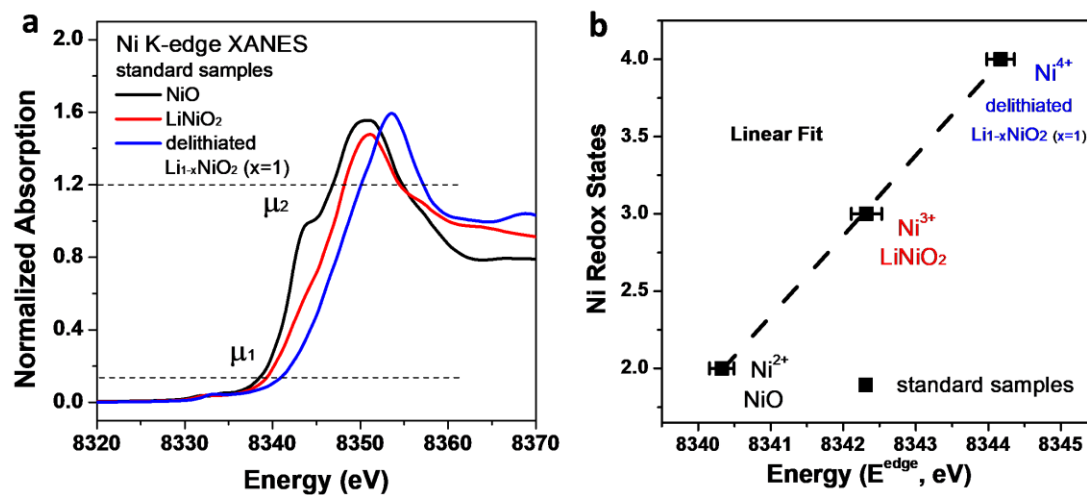 a
Ni K-edge XANES
standard samples
NiO
LiNiO₂
delithiated
Li₁₋ₓNiO₂ (x=1)
μ₂
μ₁
2.0
1.6
1.2
0.8
0.4
0.0
Normalized Absorption
8320
8330
8340
8350
8360
8370
Energy (eV)
b
4.0
3.5
3.0
2.5
2.0
Ni Redox States
Linear Fit
Ni⁴⁺
delithiated
Li₁₋ₓNiO₂ (x=1)
Ni³⁺
LiNiO₂
Ni²⁺
NiO
standard samples
8340
8341
8342
8343
8344
8345
Energy (Eᵉᵈᵍᵉ, eV)